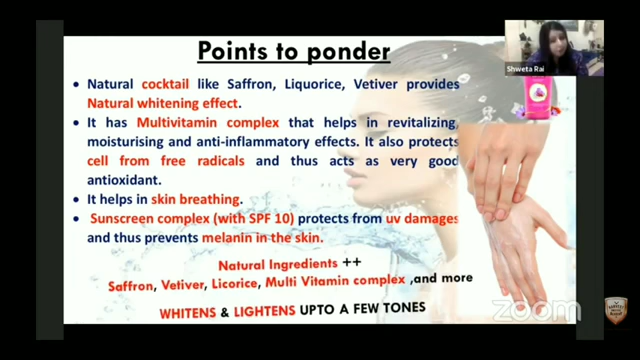 Points to ponder
Shweta Rai
• Natural cocktail like Saffron, Liquorice, Vetiver provides
Natural whitening effect.
• It has Multivitamin complex that helps in revitalizing,
moisturising and anti-inflammatory effects. It also protects
cell from free radicals and thus acts as very good
antioxidant.
• It helps in skin breathing.
• Sunscreen complex (with SPF 10) protects from uv damages
and thus prevents melanin in the skin.
Natural Ingredients ++
Saffron, Vetiver, Licorice, Multi Vitamin complex ,and more
WHITENS & LIGHTENS UPTO A FEW TONES
zoom